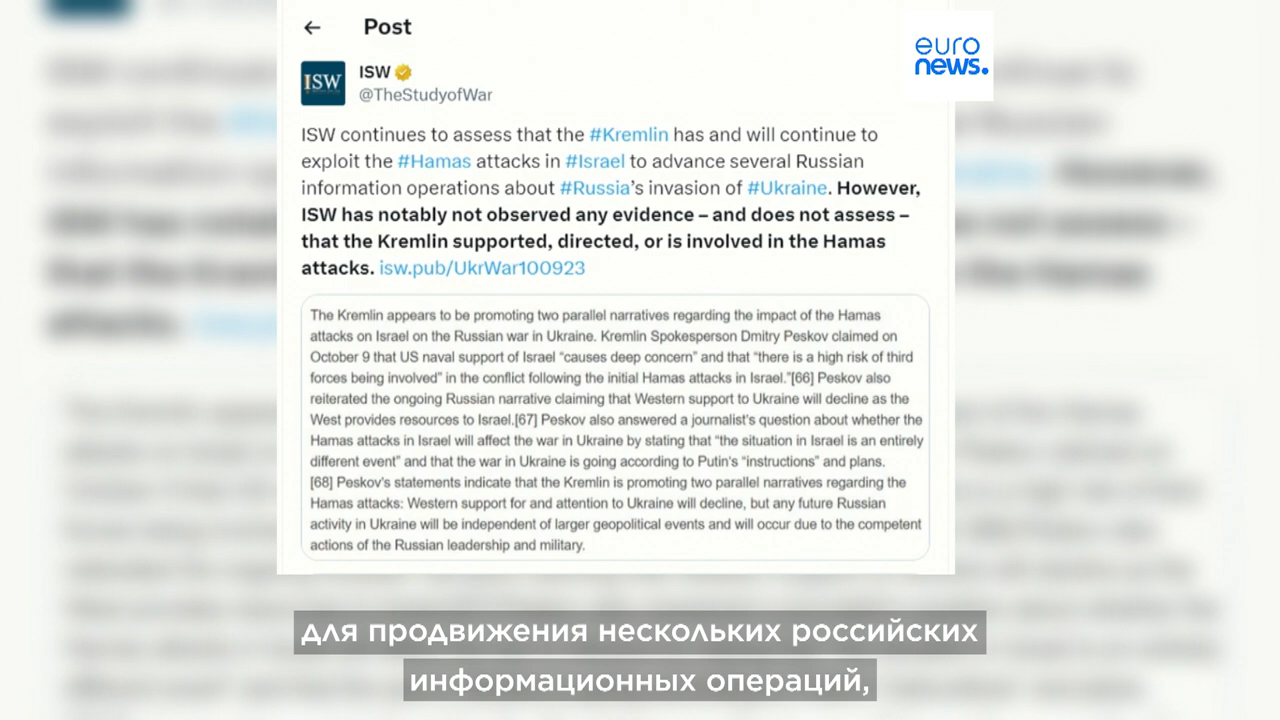 ← Post
euro
news.
ISW
ISW
@TheStudyofWar
ISW continues to assess that the #Kremlin has and will continue to
exploit the #Hamas attacks in #Israel to advance several Russian
information operations about #Russia’s invasion of #Ukraine. However,
ISW has notably not observed any evidence – and does not assess –
that the Kremlin supported, directed, or is involved in the Hamas
attacks. isw.pub/UkrWar100923
The Kremlin appears to be promoting two parallel narratives regarding the impact of the Hamas
attacks on Israel on the Russian war in Ukraine. Kremlin Spokesperson Dmitry Peskov claimed on
October 9 that US naval support of Israel “causes deep concern” and that “there is a high risk of third
forces being involved” in the conflict following the initial Hamas attacks in Israel.”[66] Peskov also
reiterated the ongoing Russian narrative claiming that Western support to Ukraine will decline as the
West provides resources to Israel.[67] Peskov also answered a journalist’s question about whether the
Hamas attacks in Israel will affect the war in Ukraine by stating that “the situation in Israel is an entirely
different event” and that the war in Ukraine is going according to Putin’s “instructions” and plans.
[68] Peskov’s statements indicate that the Kremlin is promoting two parallel narratives regarding the
Hamas attacks: Western support for and attention to Ukraine will decline, but any future Russian
activity in Ukraine will be independent of larger geopolitical events and will occur due to the competent
actions of the Russian leadership and military.
для продвижения нескольких российских
информационных операций,